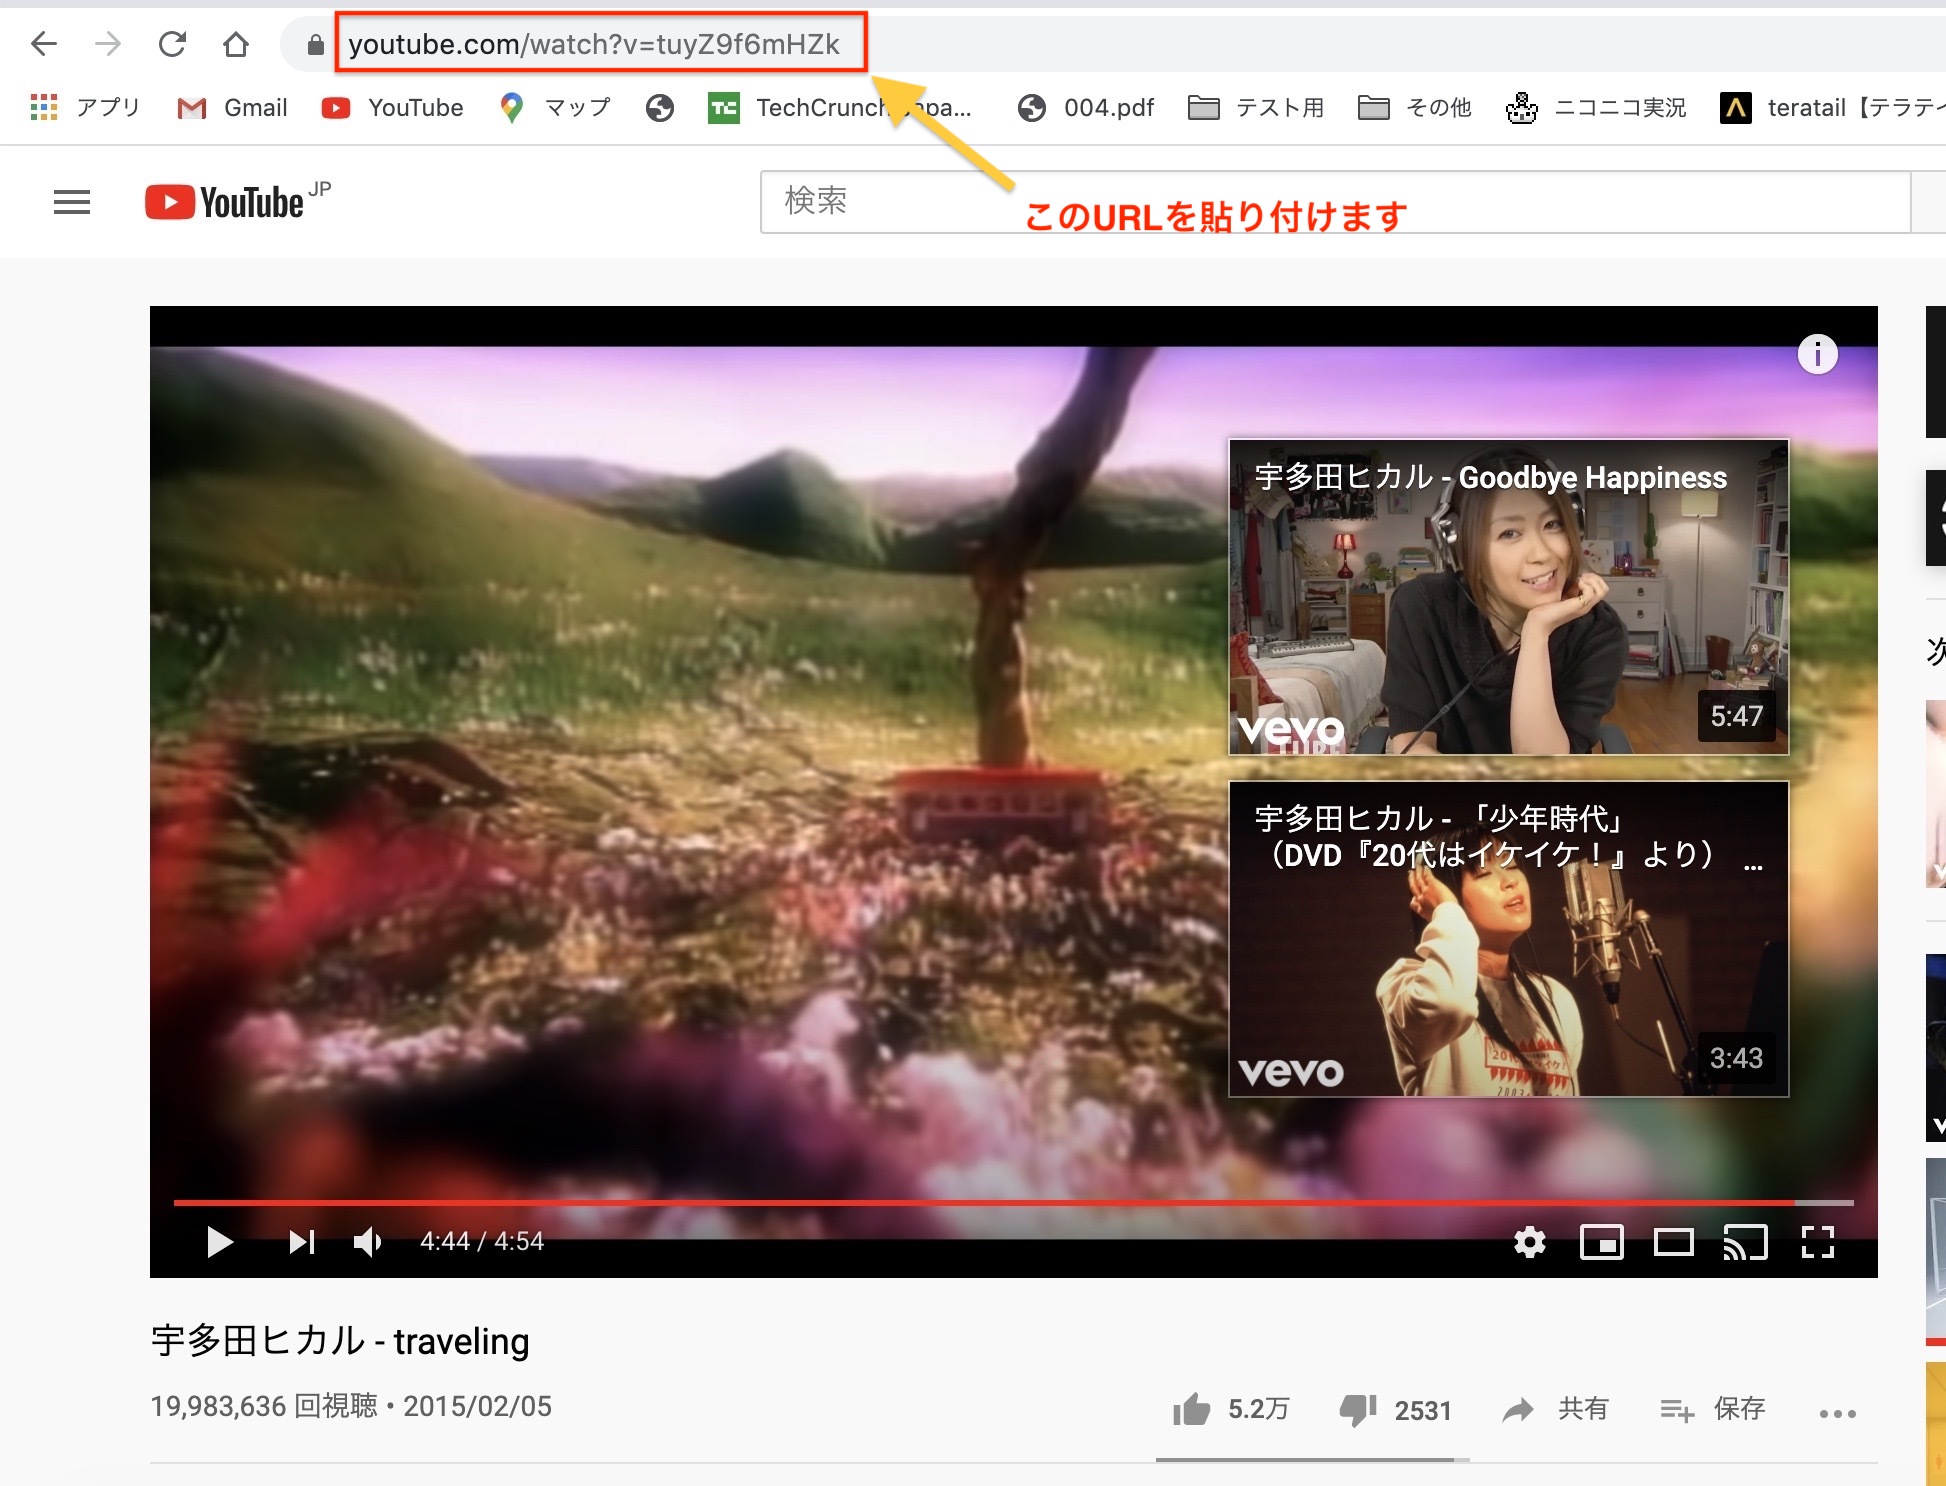 youtube.com/watch?v=tuyZ9f6mHZk
アプリ Gmail YouTube マップ TechCrunch Japa... 004.pdf テスト用 その他 ニコニコ実況 teratail【テラテイ
YouTube JP
検索
このURLを貼り付けます
i
宇多田ヒカル - Goodbye Happiness
vevo
5:47
宇多田ヒカル - 「少年時代」
（DVD『20代はイケイケ！』より） ...
vevo
3:43
次
4:44 / 4:54
宇多田ヒカル - traveling
19,983,636 回視聴・2015/02/05
5.2万 2531 共有 保存